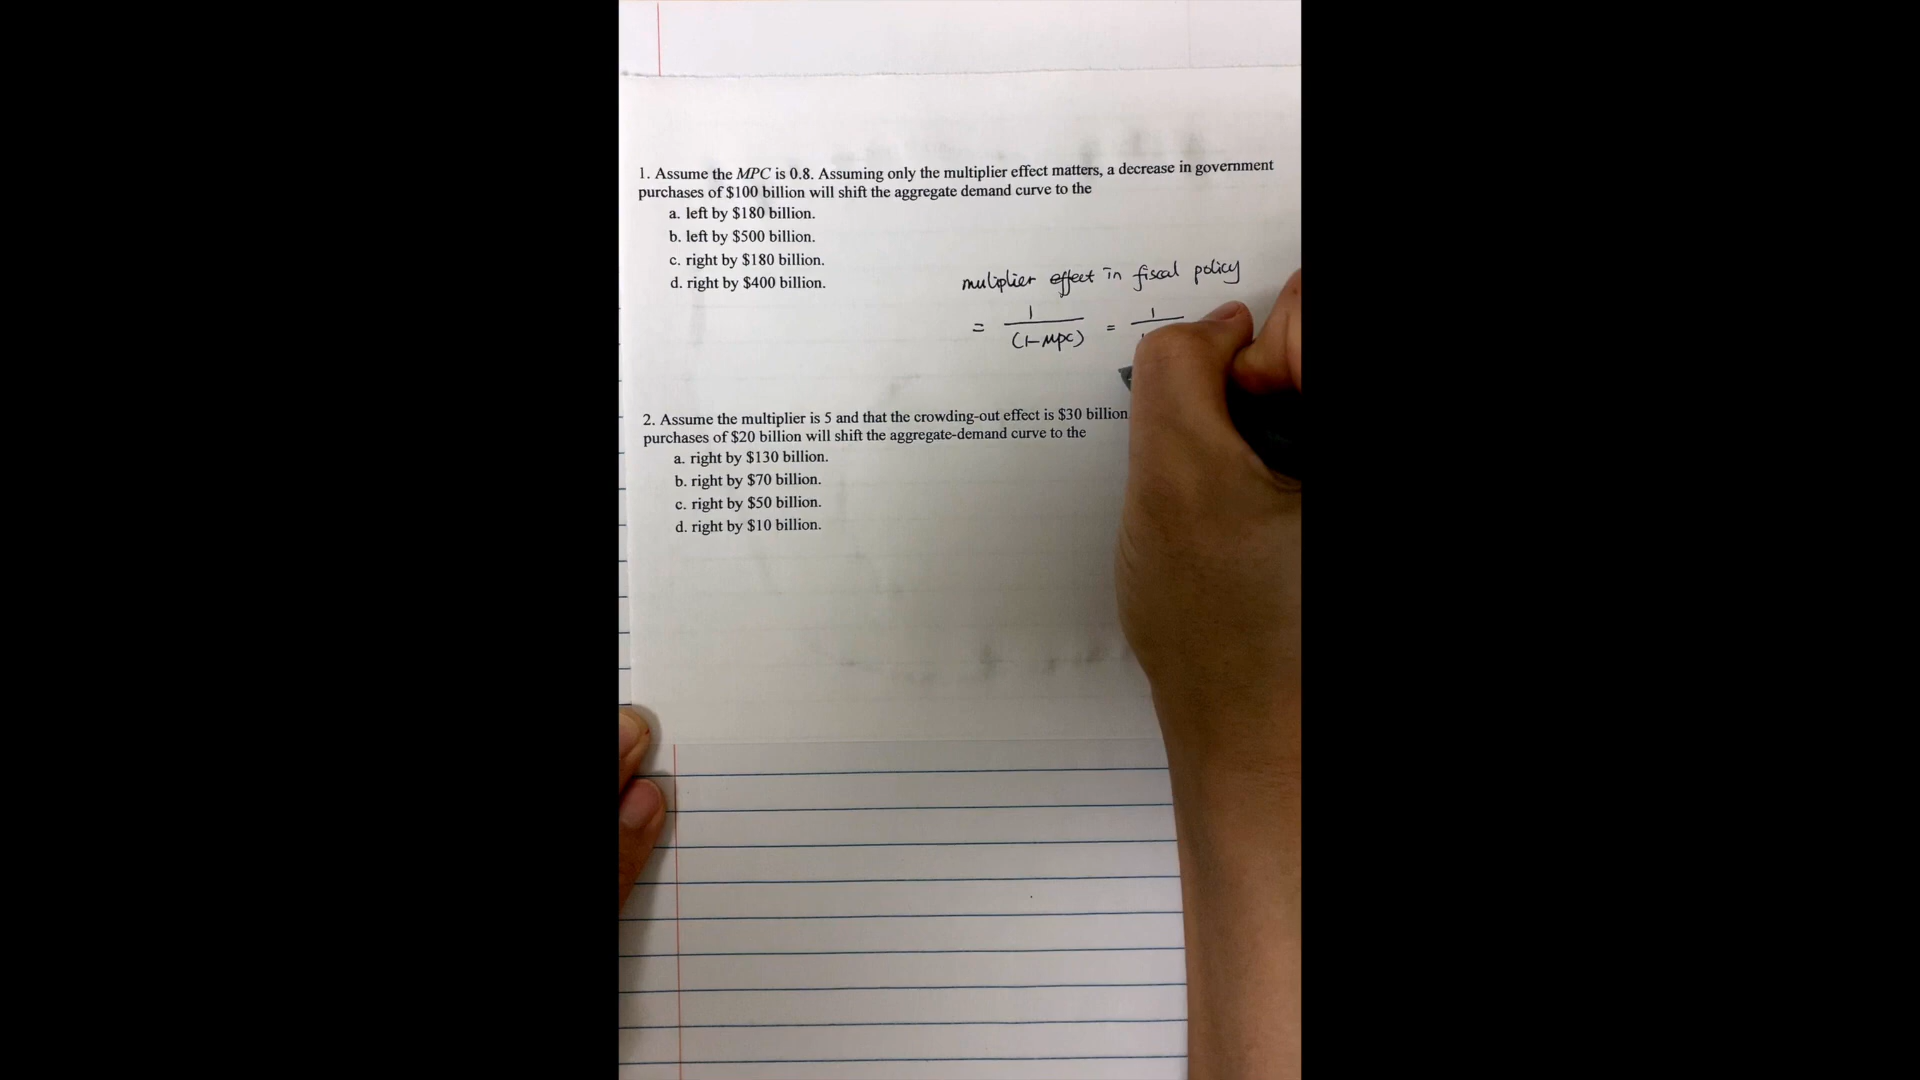 1. Assume the MPC is 0.8. Assuming only the multiplier effect matters, a decrease in government
purchases of $100 billion will shift the aggregate demand curve to the
a. left by $180 billion.
b. left by $500 billion.
c. right by $180 billion.
d. right by $400 billion.
muliplier effect in fiscal policy
= 1 / (1-MPC) = 1
2. Assume the multiplier is 5 and that the crowding-out effect is $30 billion
purchases of $20 billion will shift the aggregate-demand curve to the
a. right by $130 billion.
b. right by $70 billion.
c. right by $50 billion.
d. right by $10 billion.